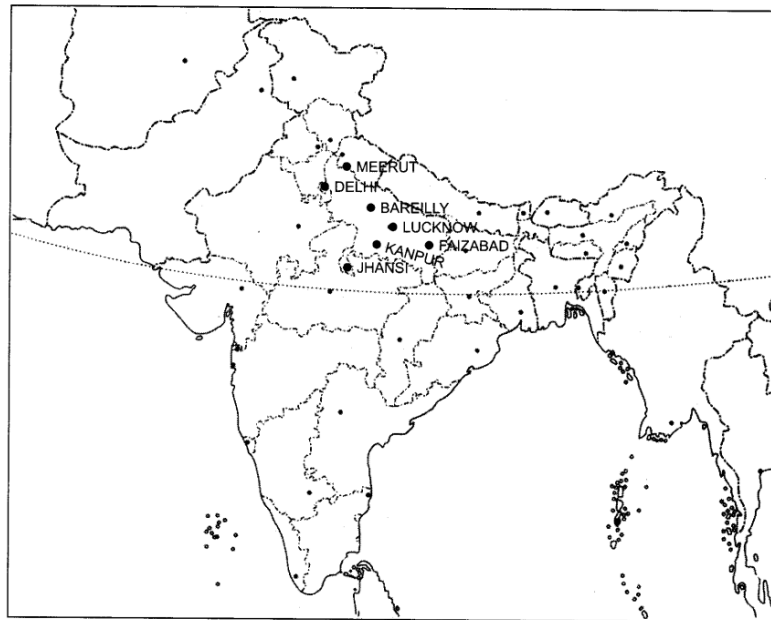 MEERUT
DELHI
BAREILLY
LUCKNOW
KANPUR
FAIZABAD
JHANSI